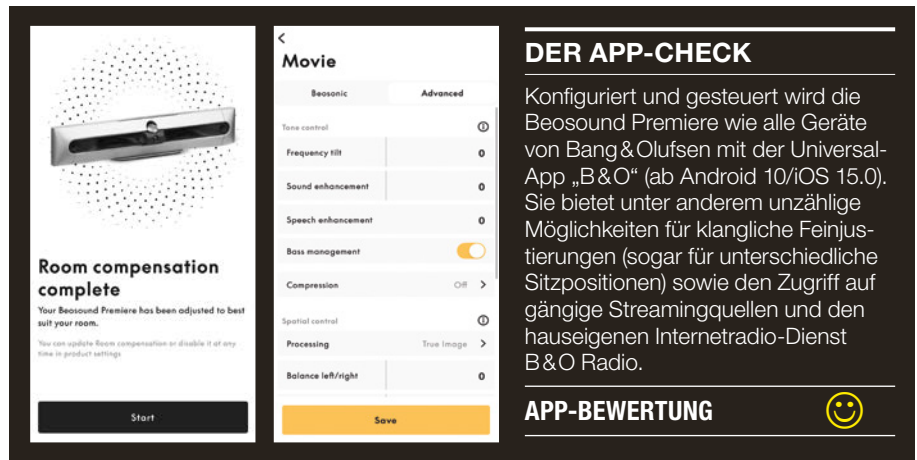 Room compensation
complete
Your Beosound Premiere has been adjusted to best
suit your room.
You can update Room compensation or disable it at any
time in product settings
Start
Movie
Beosonic Advanced
Tone control
Frequency tilt 0
Sound enhancement 0
Speech enhancement 0
Bass management
Compression Off
Spatial control
Processing True Image
Balance left/right 0
Save
DER APP-CHECK
Konfiguriert und gesteuert wird die
Beosound Premiere wie alle Geräte
von Bang & Olufsen mit der Universal-
App „B & O“ (ab Android 10/iOS 15.0).
Sie bietet unter anderem unzählige
Möglichkeiten für klangliche Feinjus-
tierungen (sogar für unterschiedliche
Sitzpositionen) sowie den Zugriff auf
gängige Streamingquellen und den
hauseigenen Internetradio-Dienst
B & O Radio.
APP-BEWERTUNG